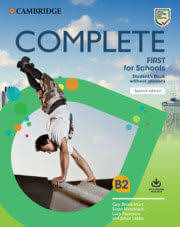 CAMBRIDGE
COMPLETE
FIRST
for Schools
Student's Book
without answers
Second edition
B2
Guy Brook-Hart,
Susan Hutchison,
Lucy Passmore
and Jishan Uddin